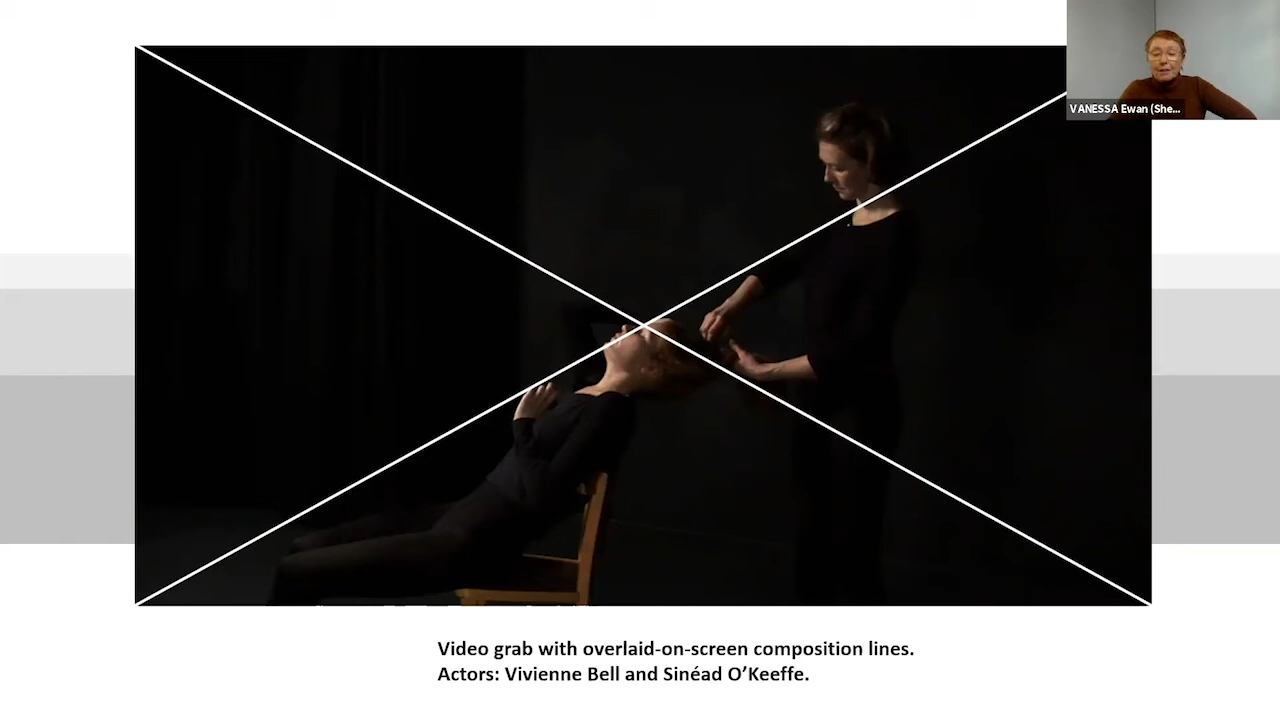 VANESSA Ewan (She...
Video grab with overlaid-on-screen composition lines.
Actors: Vivienne Bell and Sinéad O’Keeffe.